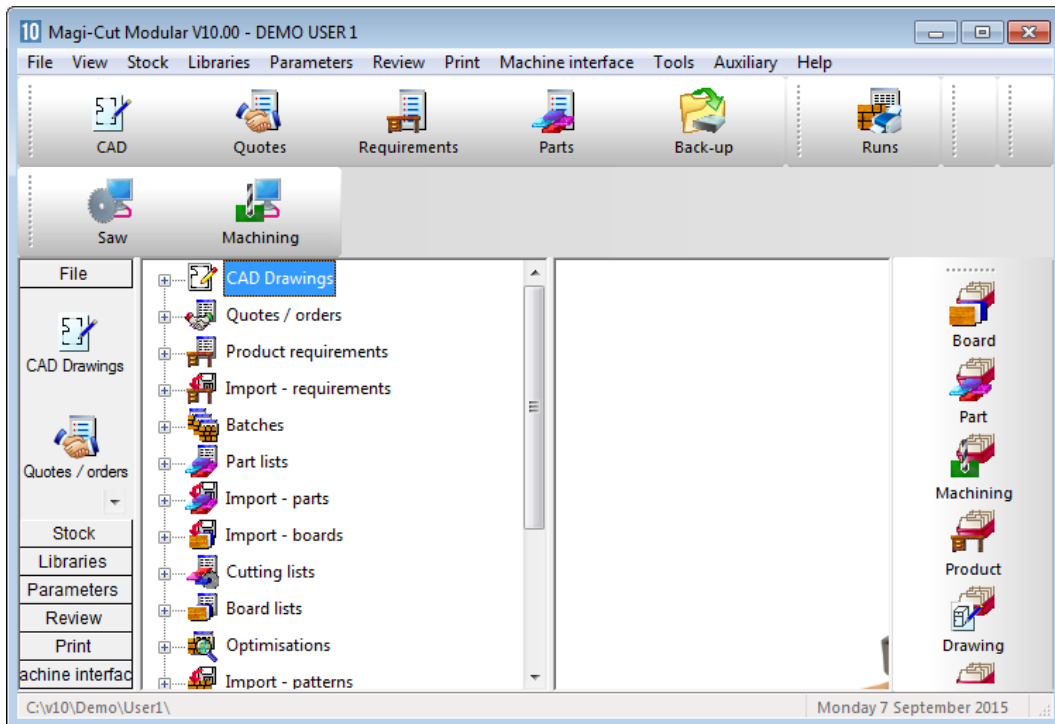 10 Magi-Cut Modular V10.00 - DEMO USER 1
File View Stock Libraries Parameters Review Print Machine interface Tools Auxiliary Help
CAD Quotes Requirements Parts Back-up Runs
Saw Machining
File
CAD Drawings
Quotes / orders
Stock
Libraries
Parameters
Review
Print
achine interfac
CAD Drawings
Quotes / orders
Product requirements
Import - requirements
Batches
Part lists
Import - parts
Import - boards
Cutting lists
Board lists
Optimisations
Import - patterns
Board
Part
Machining
Product
Drawing
C:\v10\Demo\User1\ Monday 7 September 2015